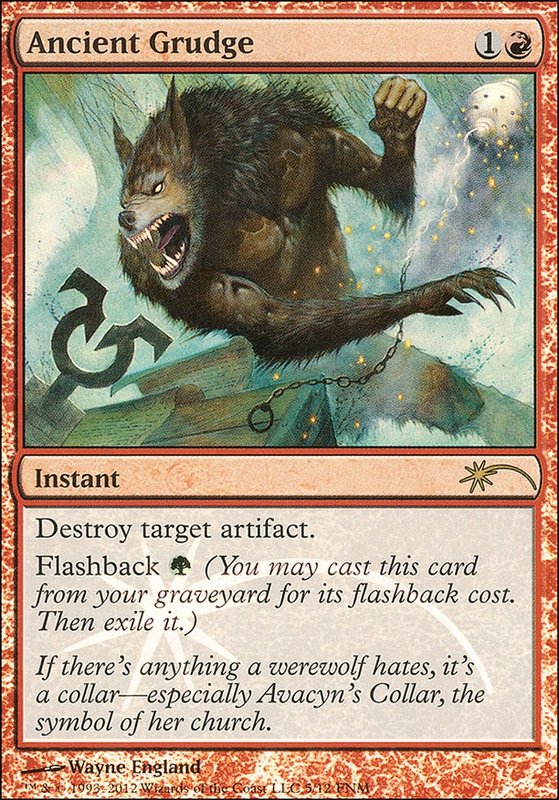 Ancient Grudge 1
Instant
Destroy target artifact.
Flashback (You may cast this card
from your graveyard for its flashback cost.
Then exile it.)
If there's anything a werewolf hates, it's
a collar—especially Avacyn's Collar, the
symbol of her church.
Wayne England
™ & © 1993–2012 Wizards of the Coast LLC 5/12 FNM